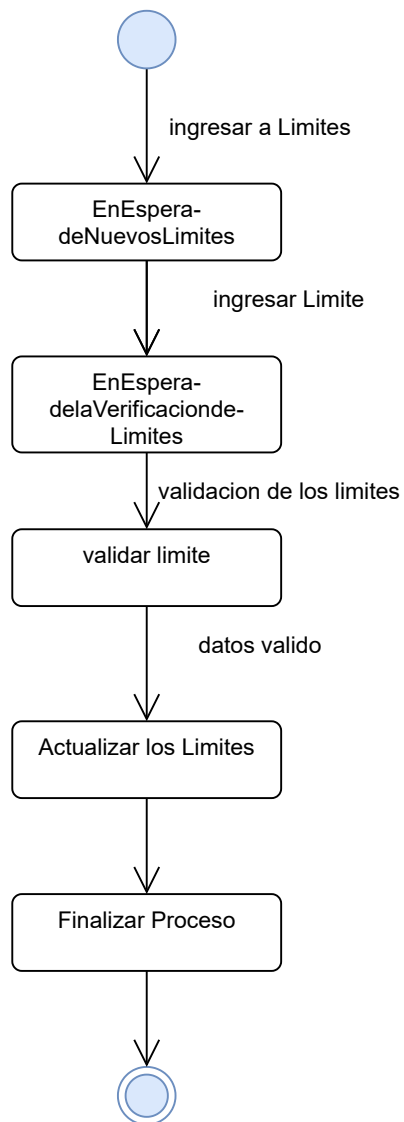 ingresar a Limites
EnEspera-
deNuevosLimites
ingresar Limite
EnEspera-
delaVerificacionde-
Limites
validacion de los limites
validar limite
datos valido
Actualizar los Limites
Finalizar Proceso